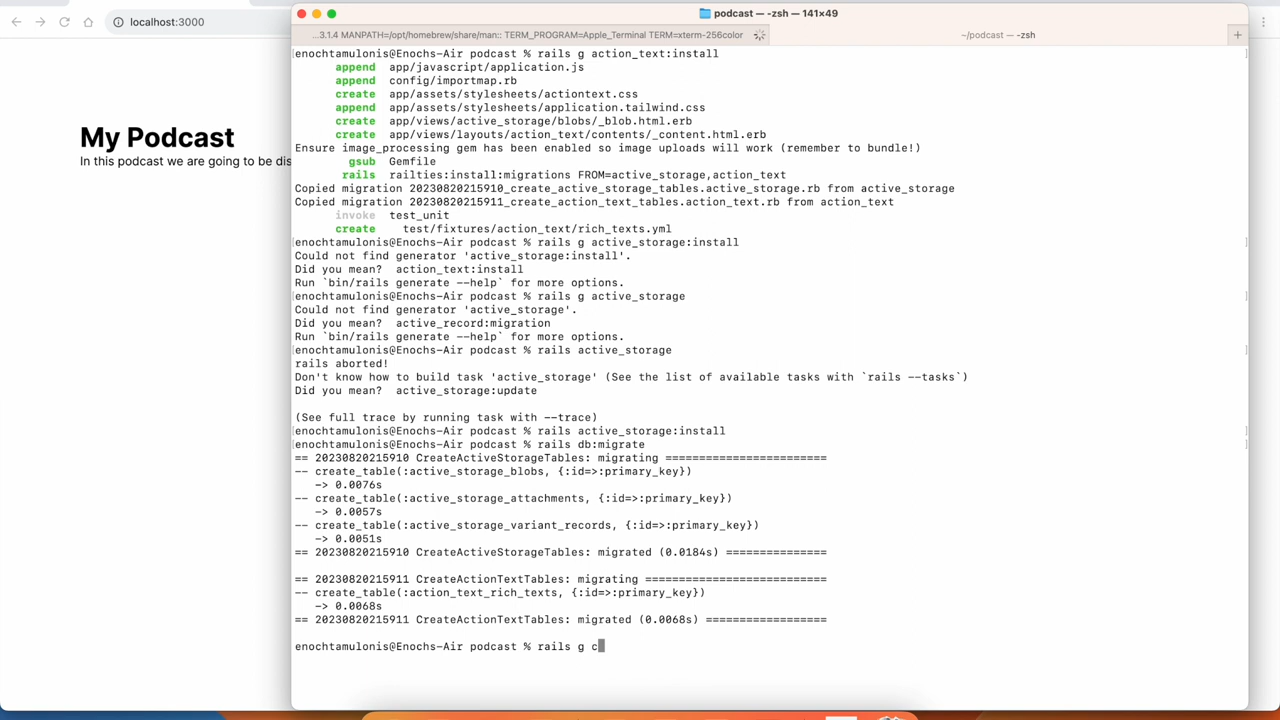 podcast — -zsh — 141×49
localhost:3000
...3.1.4 MANPATH=/opt/homebrew/share/man:: TERM_PROGRAM=Apple_Terminal TERM=xterm-256color
~/podcast — -zsh
My Podcast
In this podcast we are going to be dis
enochtamulonis@Enochs-Air podcast % rails g action_text:install
append app/javascript/application.js
append config/importmap.rb
create app/assets/stylesheets/actiontext.css
append app/assets/stylesheets/application.tailwind.css
create app/views/active_storage/blobs/_blob.html.erb
create app/views/layouts/action_text/contents/_content.html.erb
Ensure image_processing gem has been enabled so image uploads will work (remember to bundle!)
gsub Gemfile
rails railties:install:migrations FROM=active_storage,action_text
Copied migration 20230820215910_create_active_storage_tables.active_storage.rb from active_storage
Copied migration 20230820215911_create_action_text_tables.action_text.rb from action_text
invoke test_unit
create test/fixtures/action_text/rich_texts.yml
enochtamulonis@Enochs-Air podcast % rails g active_storage:install
Could not find generator 'active_storage:install'.
Did you mean? action_text:install
Run `bin/rails generate --help` for more options.
enochtamulonis@Enochs-Air podcast % rails g active_storage
Could not find generator 'active_storage'.
Did you mean? active_record:migration
Run `bin/rails generate --help` for more options.
enochtamulonis@Enochs-Air podcast % rails active_storage
rails aborted!
Don't know how to build task 'active_storage' (See the list of available tasks with `rails --tasks`)
Did you mean? active_storage:update
(See full trace by running task with --trace)
enochtamulonis@Enochs-Air podcast % rails active_storage:install
enochtamulonis@Enochs-Air podcast % rails db:migrate
== 20230820215910 CreateActiveStorageTables: migrating ========================
-- create_table(:active_storage_blobs, {:id=>:primary_key})
-> 0.0076s
-- create_table(:active_storage_attachments, {:id=>:primary_key})
-> 0.0057s
-- create_table(:active_storage_variant_records, {:id=>:primary_key})
-> 0.0051s
== 20230820215910 CreateActiveStorageTables: migrated (0.0184s) ===============
== 20230820215911 CreateActionTextTables: migrating ===========================
-- create_table(:action_text_rich_texts, {:id=>:primary_key})
-> 0.0068s
== 20230820215911 CreateActionTextTables: migrated (0.0068s) ==================
enochtamulonis@Enochs-Air podcast % rails g c